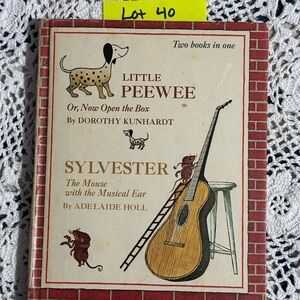 Lot 40
Two books in one
LITTLE
PEEWEE
Or, Now Open the Box
By DOROTHY KUNHARDT
SYLVESTER
The Mouse
with the Musical Ear
By ADELAIDE HOLL